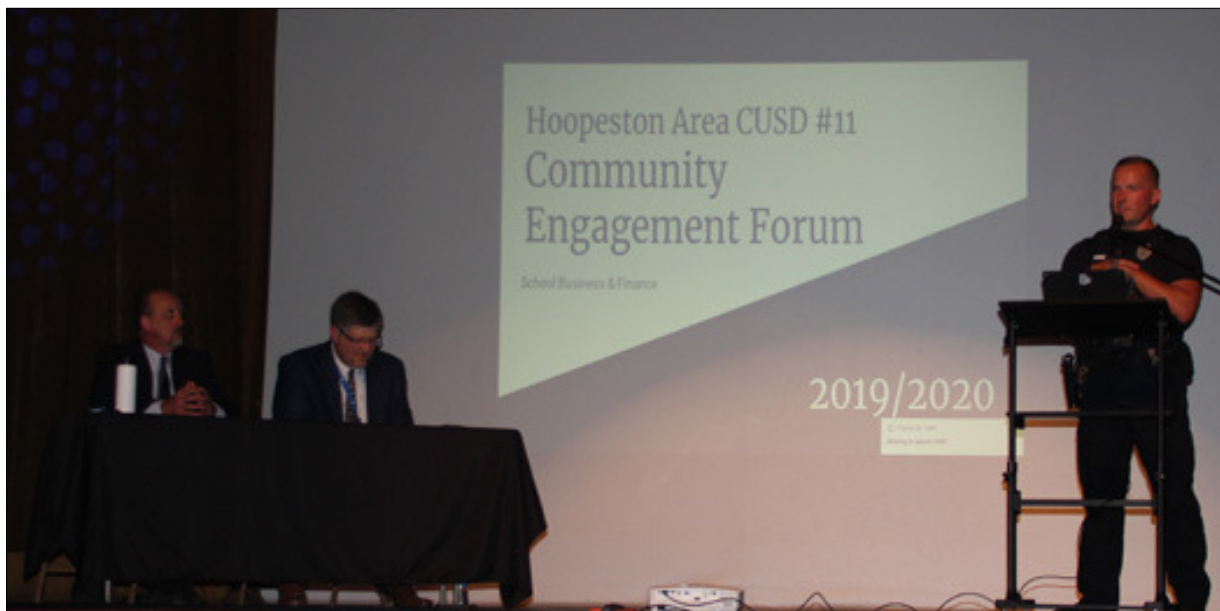 Hoopeston Area CUSD #11
Community
Engagement Forum
School Business & Finance
2019/2020